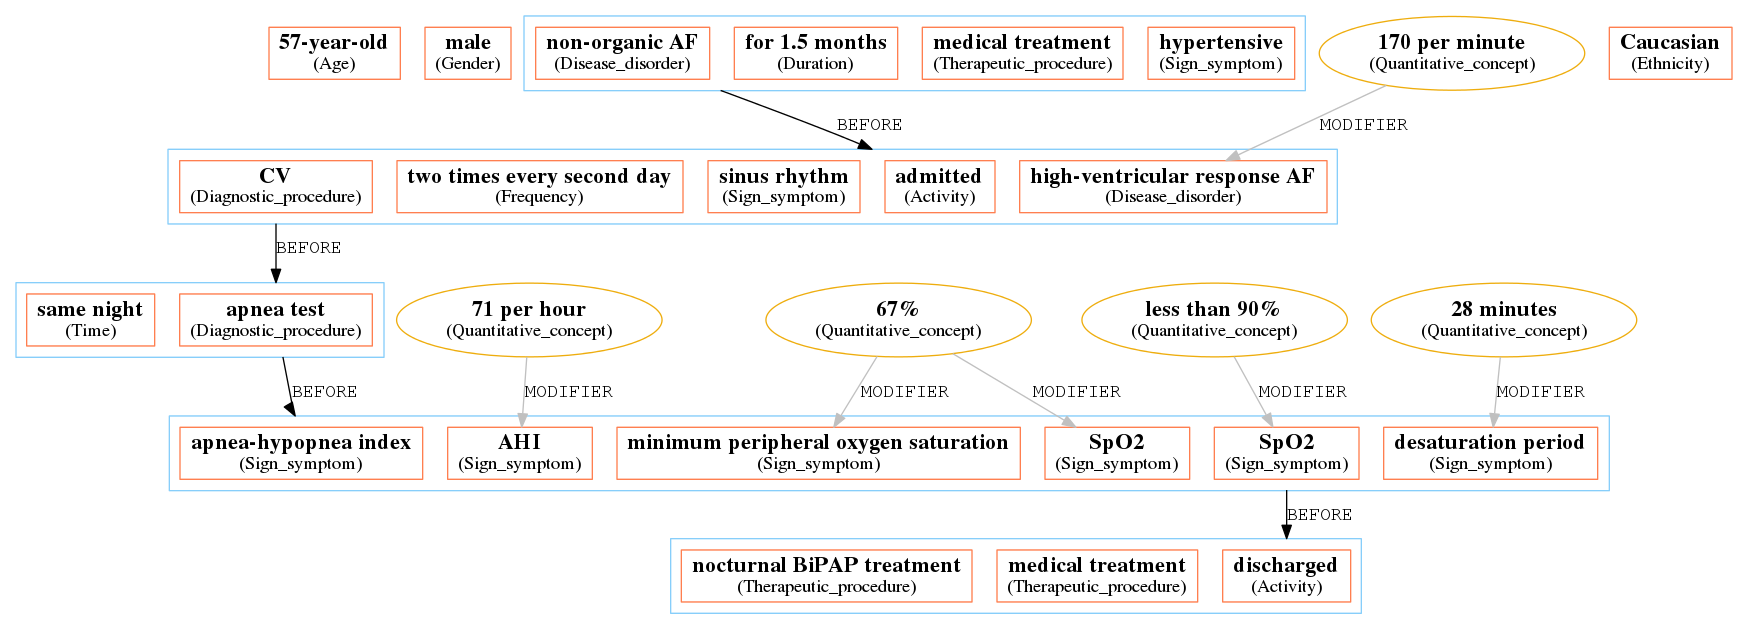 57-year-old
(Age)
male
(Gender)
non-organic AF
(Disease_disorder)
for 1.5 months
(Duration)
medical treatment
(Therapeutic_procedure)
hypertensive
(Sign_symptom)
170 per minute
(Quantitative_concept)
Caucasian
(Ethnicity)
BEFORE
MODIFIER
CV
(Diagnostic_procedure)
two times every second day
(Frequency)
sinus rhythm
(Sign_symptom)
admitted
(Activity)
high-ventricular response AF
(Disease_disorder)
BEFORE
same night
(Time)
apnea test
(Diagnostic_procedure)
71 per hour
(Quantitative_concept)
67%
(Quantitative_concept)
less than 90%
(Quantitative_concept)
28 minutes
(Quantitative_concept)
BEFORE
MODIFIER
MODIFIER
MODIFIER
MODIFIER
MODIFIER
apnea-hypopnea index
(Sign_symptom)
AHI
(Sign_symptom)
minimum peripheral oxygen saturation
(Sign_symptom)
SpO2
(Sign_symptom)
SpO2
(Sign_symptom)
desaturation period
(Sign_symptom)
BEFORE
nocturnal BiPAP treatment
(Therapeutic_procedure)
medical treatment
(Therapeutic_procedure)
discharged
(Activity)